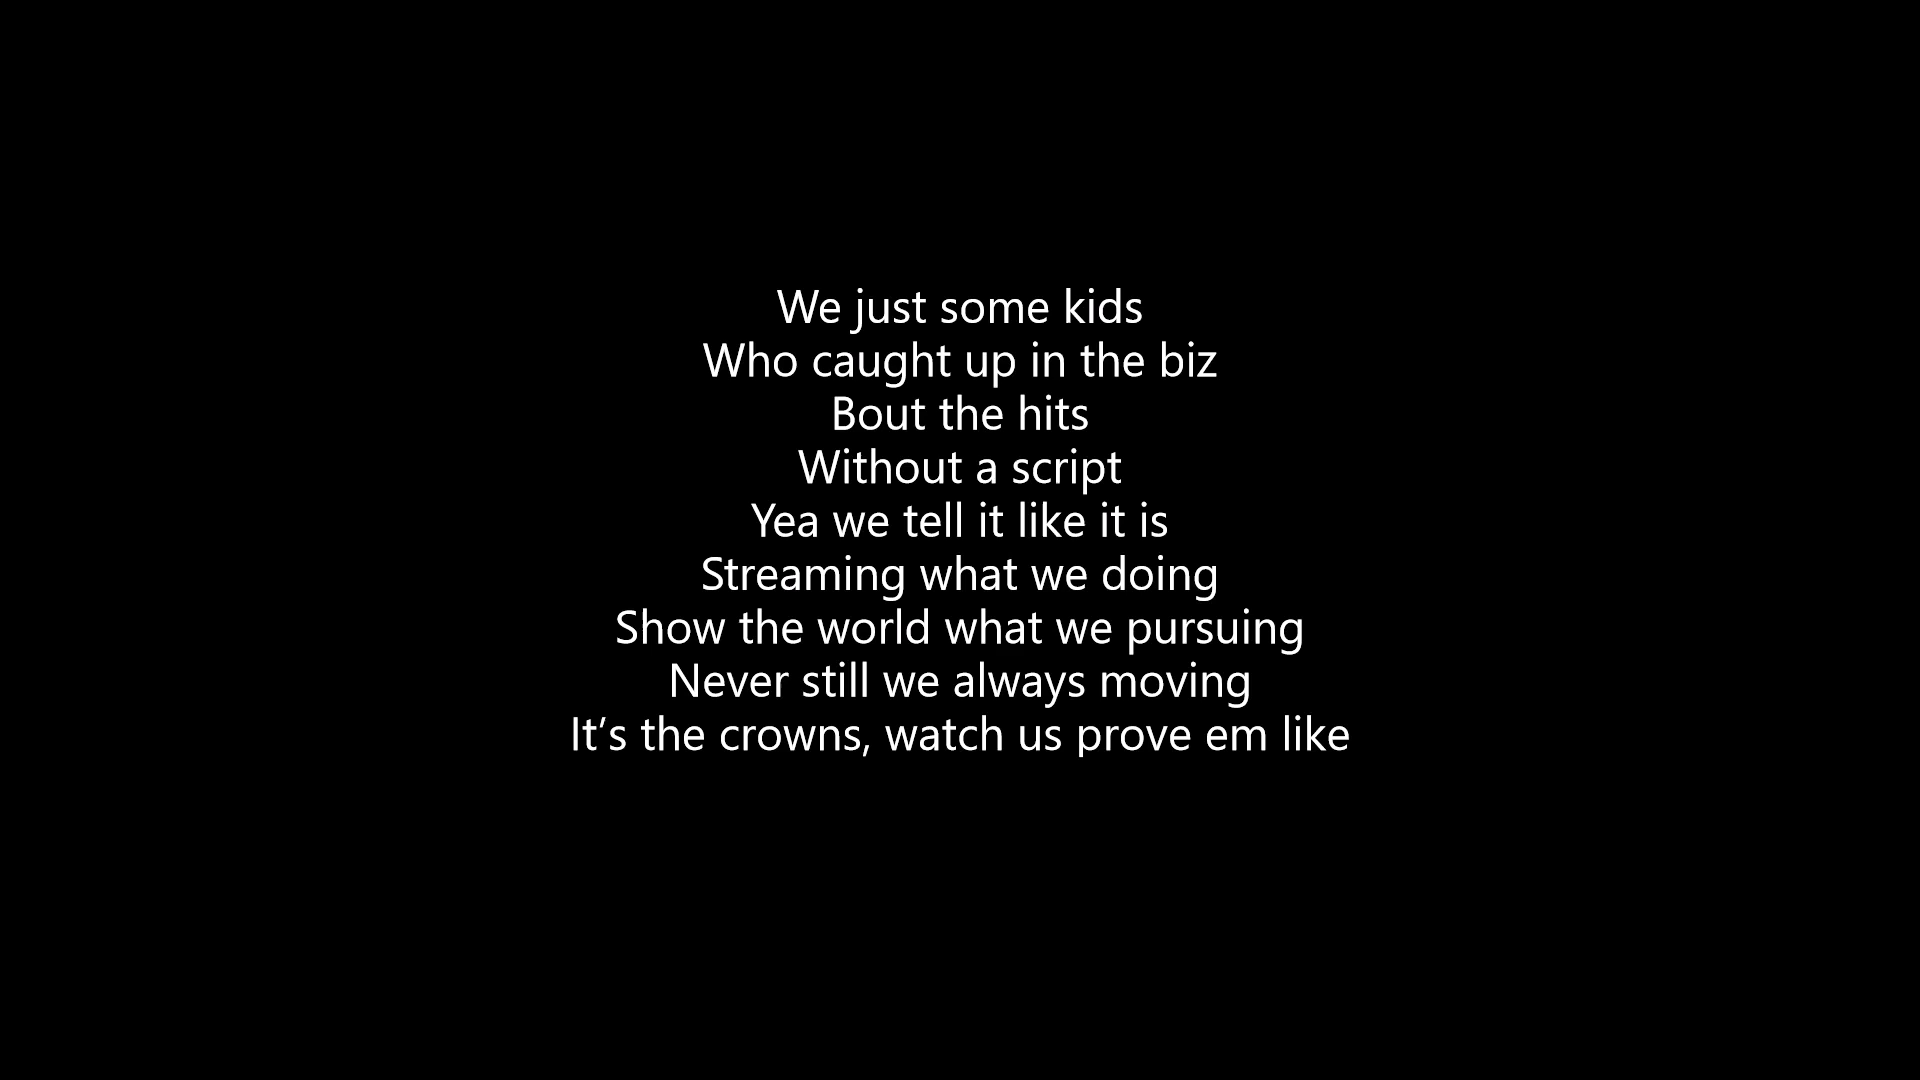 We just some kids
Who caught up in the biz
Bout the hits
Without a script
Yea we tell it like it is
Streaming what we doing
Show the world what we pursuing
Never still we always moving
It’s the crowns, watch us prove em like